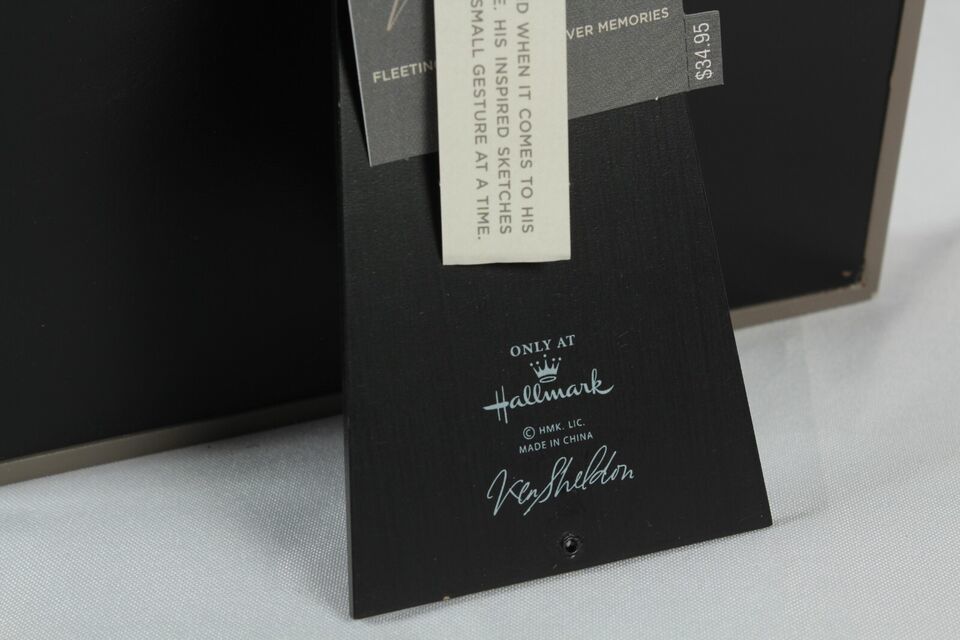 FLEETING
VER MEMORIES
$34.95
D WHEN IT COMES TO HIS
E. HIS INSPIRED SKETCHES
SMALL GESTURE AT A TIME.
ONLY AT
Hallmark
© HMK. LIC.
MADE IN CHINA
Ken Sheldon